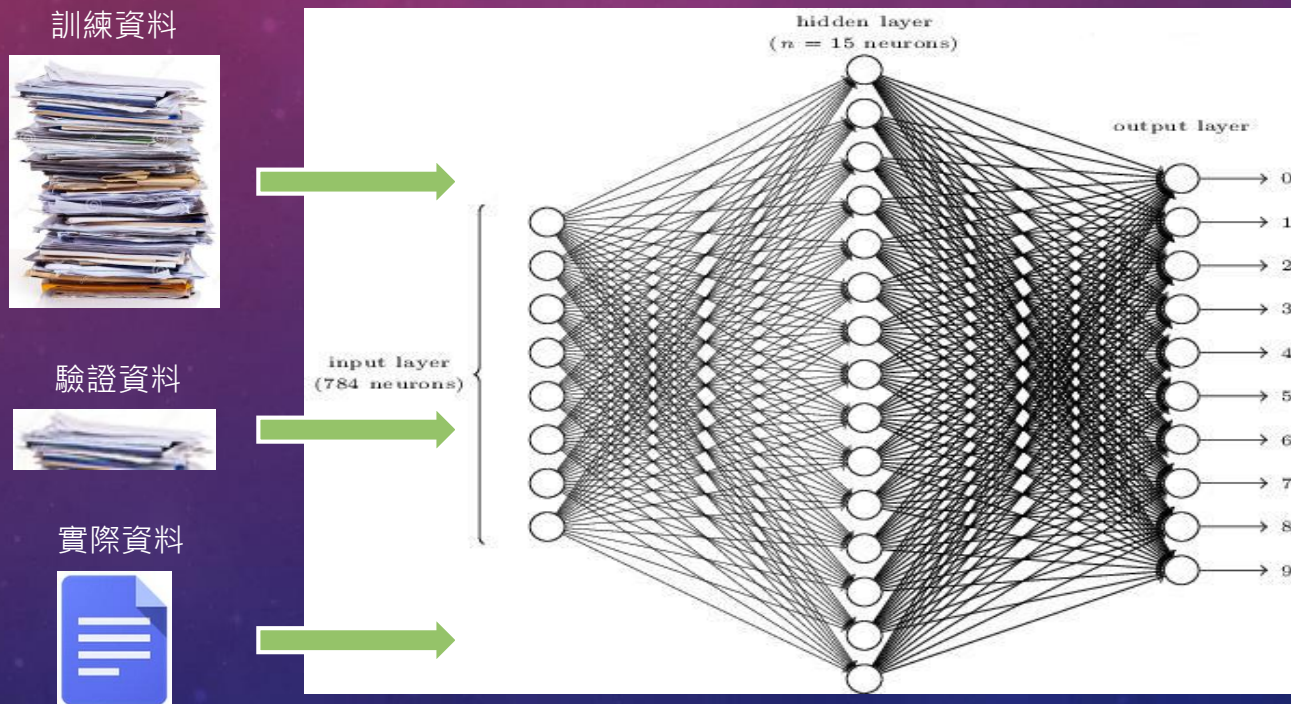 訓練資料
驗證資料
實際資料
hidden layer
(n = 15 neurons)
output layer
input layer
(784 neurons)
0
1
2
3
4
5
6
7
8
9